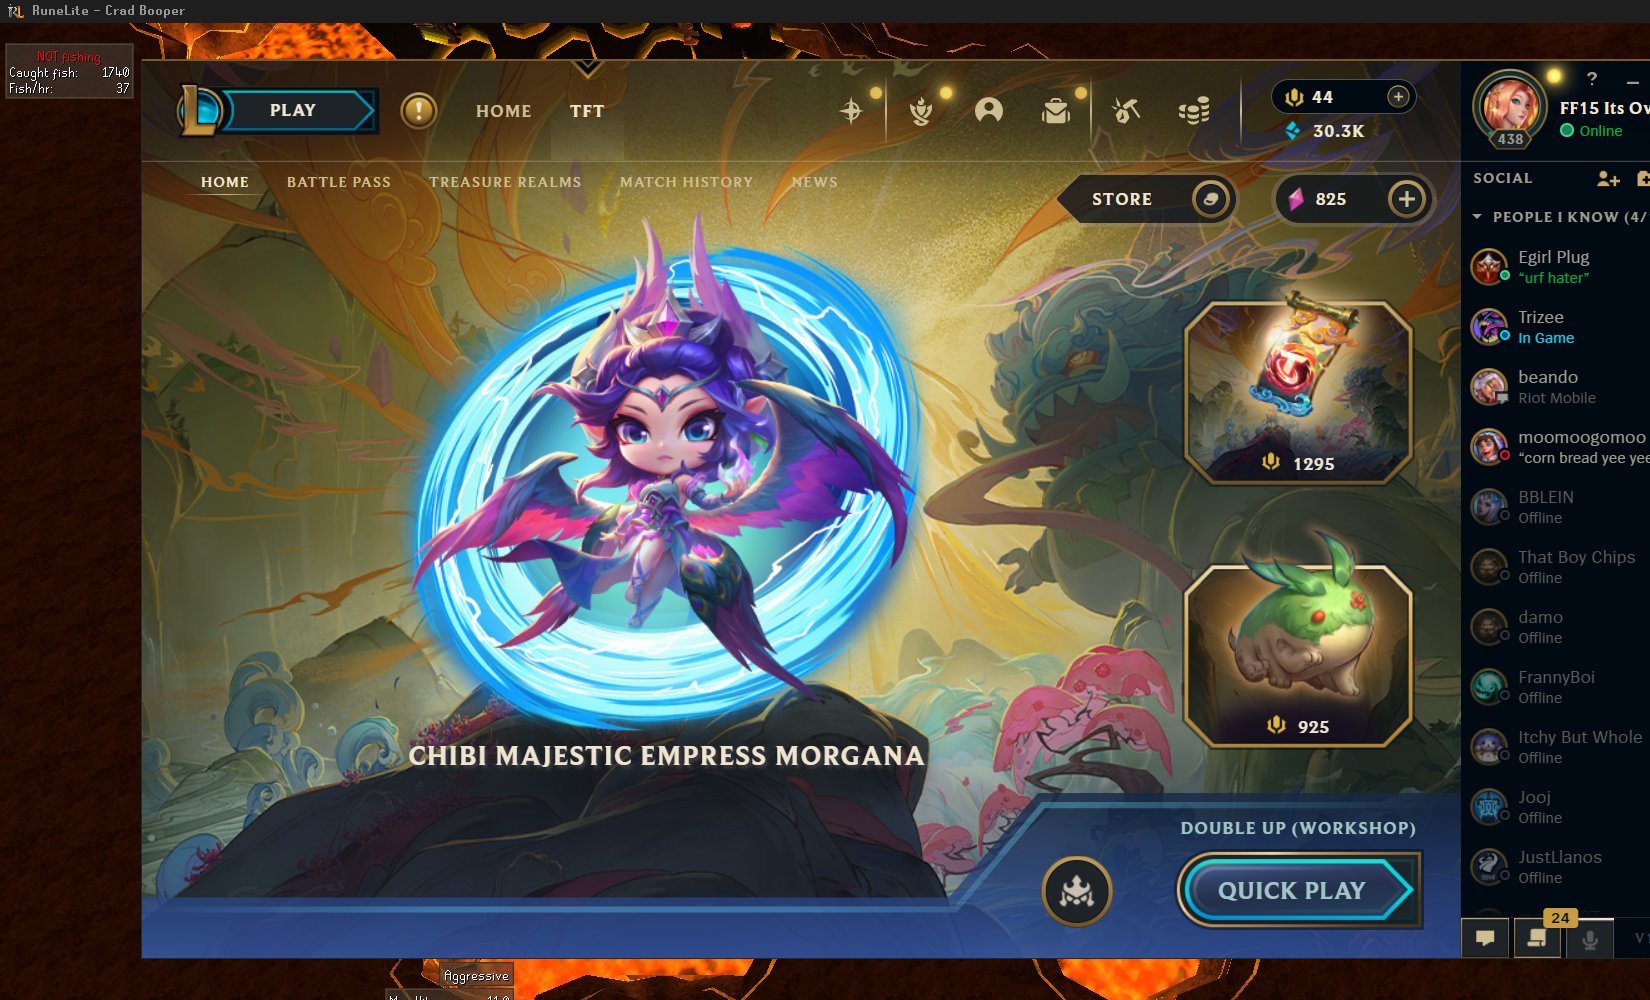 RuneLite - Crad Booper
NOT fishing
Caught fish: 1740
Fish/hr: 37
PLAY
HOME
TFT
44
30.3K
438
FF15 Its Ov
Online
HOME
BATTLE PASS
TREASURE REALMS
MATCH HISTORY
NEWS
STORE
825
SOCIAL
PEOPLE I KNOW (4/
Egirl Plug
"urf hater"
Trizee
In Game
beando
Riot Mobile
moomoogomoo
"corn bread yee yee
BBLEIN
Offline
That Boy Chips
Offline
damo
Offline
FrannyBoi
Offline
Itchy But Whole
Offline
Jooj
Offline
JustLlanos
Offline
1295
925
CHIBI MAJESTIC EMPRESS MORGANA
DOUBLE UP (WORKSHOP)
QUICK PLAY
24
Aggressive